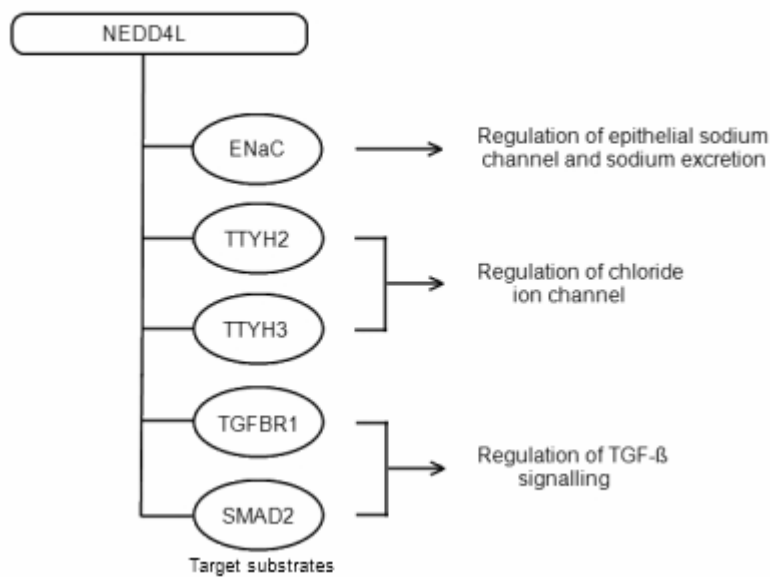 NEDD4L
ENaC
Regulation of epithelial sodium
channel and sodium excretion
TTYH2
Regulation of chloride
ion channel
TTYH3
TGFBR1
Regulation of TGF-ß
signalling
SMAD2
Target substrates